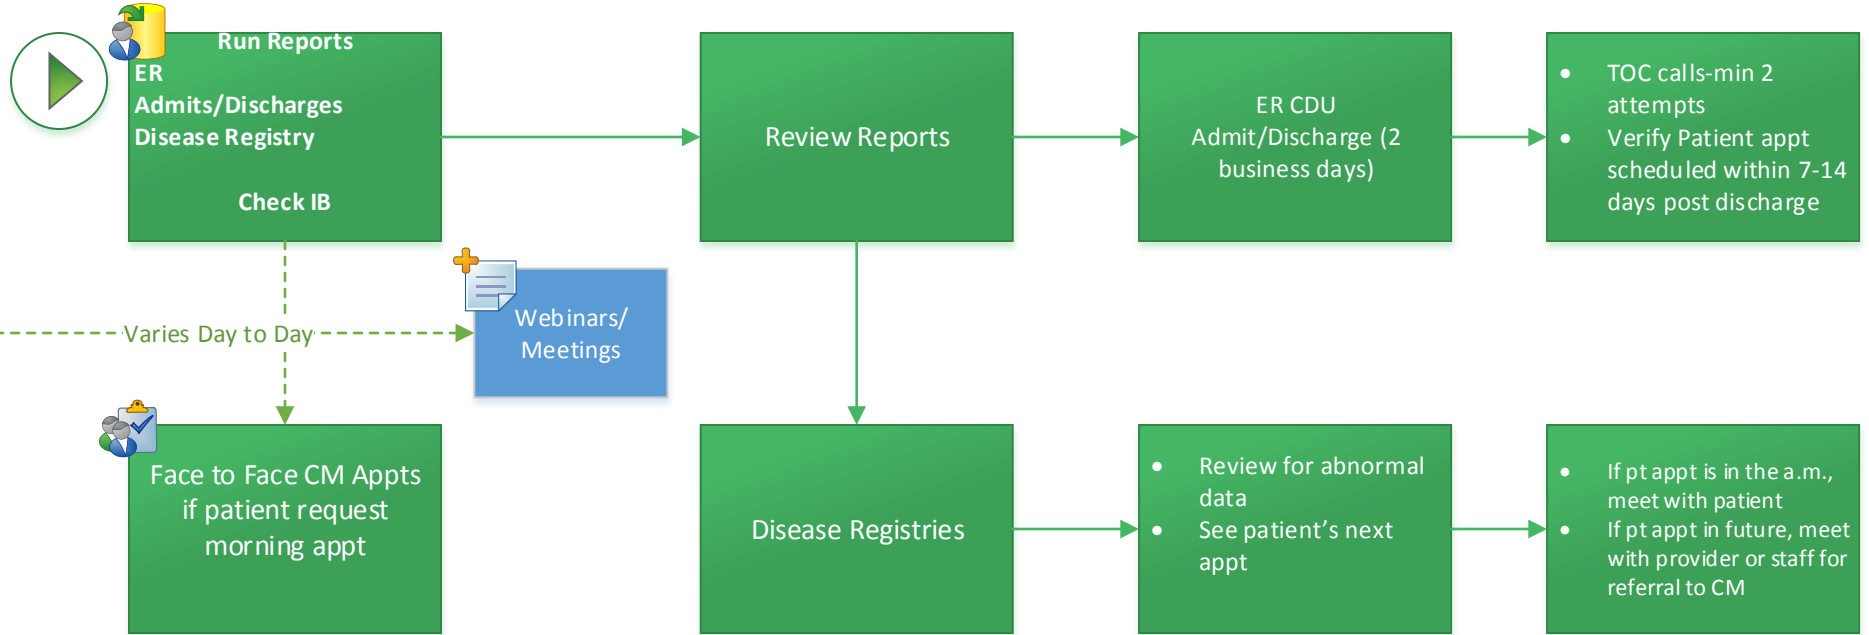 Run Reports
ER
Admits/Discharges
Disease Registry
Check IB
Review Reports
ER CDU
Admit/Discharge (2
business days)
• TOC calls-min 2
attempts
• Verify Patient appt
scheduled within 7-14
days post discharge
Varies Day to Day
Webinars/
Meetings
Face to Face CM Appts
if patient request
morning appt
Disease Registries
• Review for abnormal
data
• See patient’s next
appt
• If pt appt is in the a.m.,
meet with patient
• If pt appt in future, meet
with provider or staff for
referral to CM